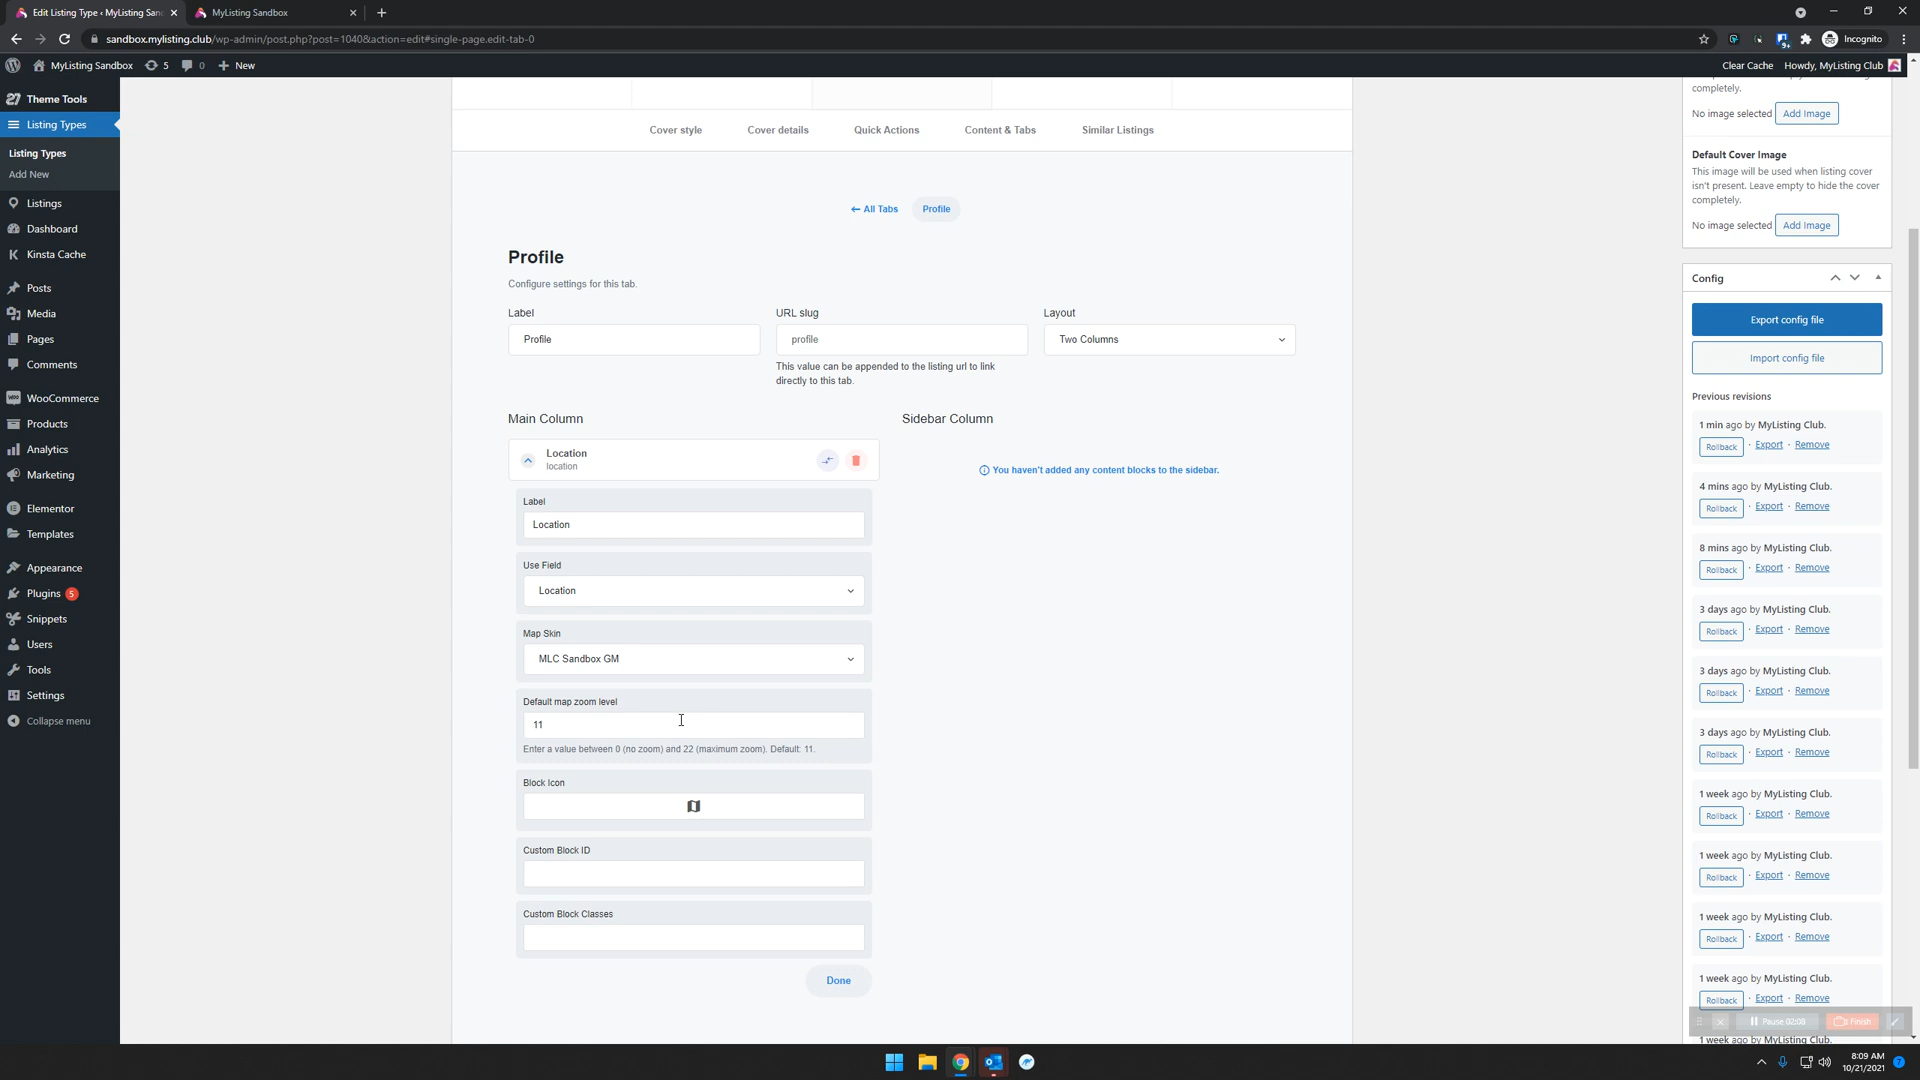 Edit Listing Type ‹ MyListing San
MyListing Sandbox
sandbox.mylisting.club/wp-admin/post.php?post=1040&action=edit#single-page.edit-tab-0
9+
Incognito
MyListing Sandbox
5
0
New
Clear Cache
Howdy, MyListing Club
27 Theme Tools
Listing Types
Listing Types
Add New
Listings
Dashboard
Kinsta Cache
Posts
Media
Pages
Comments
WooCommerce
Products
Analytics
Marketing
Elementor
Templates
Appearance
Plugins 5
Snippets
Users
Tools
Settings
Collapse menu
Cover style
Cover details
Quick Actions
Content & Tabs
Similar Listings
← All Tabs
Profile
Profile
Configure settings for this tab.
Label
URL slug
Layout
Profile
profile
Two Columns
This value can be appended to the listing url to link
directly to this tab.
Main Column
Sidebar Column
Location
location
You haven't added any content blocks to the sidebar.
Label
Location
Use Field
Location
Map Skin
MLC Sandbox GM
Default map zoom level
11
Enter a value between 0 (no zoom) and 22 (maximum zoom). Default: 11.
Block Icon
Custom Block ID
Custom Block Classes
Done
completely.
No image selected
Add Image
Default Cover Image
This image will be used when listing cover
isn't present. Leave empty to hide the cover
completely.
No image selected
Add Image
Config
Export config file
Import config file
Previous revisions
1 min ago by MyListing Club.
Rollback · Export · Remove
4 mins ago by MyListing Club.
Rollback · Export · Remove
8 mins ago by MyListing Club.
Rollback · Export · Remove
3 days ago by MyListing Club.
Rollback · Export · Remove
3 days ago by MyListing Club.
Rollback · Export · Remove
3 days ago by MyListing Club.
Rollback · Export · Remove
1 week ago by MyListing Club.
Rollback · Export · Remove
1 week ago by MyListing Club.
Rollback · Export · Remove
1 week ago by MyListing Club.
Rollback · Export · Remove
1 week ago by MyListing Club.
Rollback · Export · Remove
Pause 02:08
Finish
1 week ago by MyListing Club.
8:09 AM
10/21/2021
7